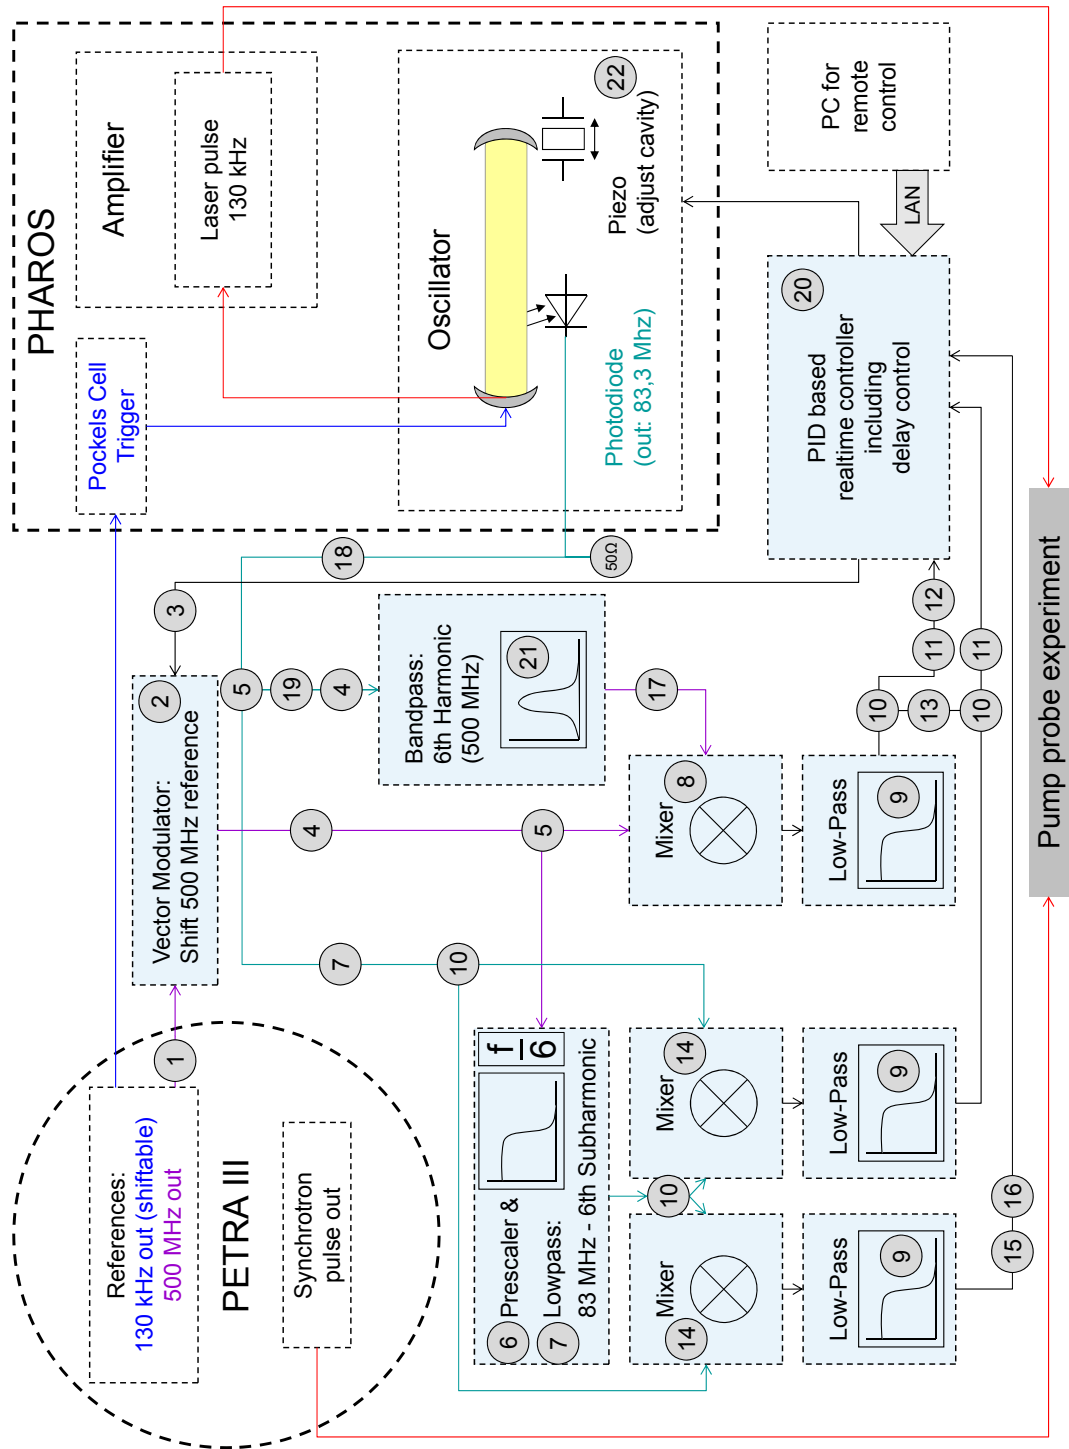 References:
130 kHz out (shiftable)
500 MHz out
PETRA III
Synchrotron
pulse out
1
Vector Modulator:
Shift 500 MHz reference
2
3
Pockels Cell
Trigger
PHAROS
Amplifier
Laser pulse
130 kHz
Oscillator
Photodiode
(out: 83,3 Mhz)
Piezo
(adjust cavity)
22
50Ω
18
5
19
4
Bandpass:
6th Harmonic
(500 MHz)
21
17
4
5
7
10
6
Prescaler &
7
Lowpass:
83 MHz - 6th Subharmonic
f
6
10
Mixer
14
Mixer
14
Mixer
8
Low-Pass
9
Low-Pass
9
Low-Pass
9
10
11
12
13
10
11
15
16
PID based
realtime controller
including
delay control
20
LAN
PC for
remote
control
Pump probe experiment